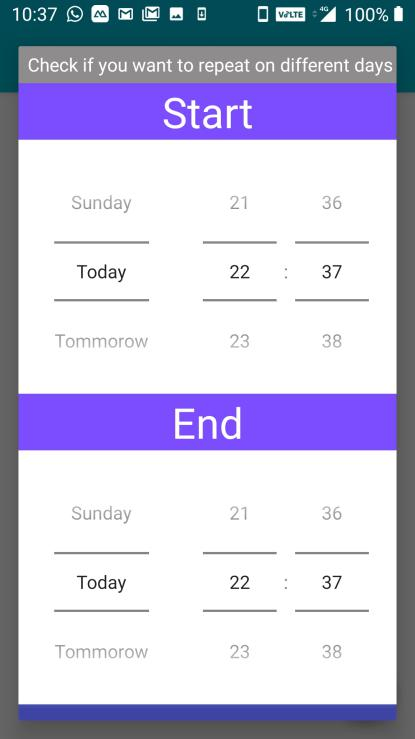 10:37 VoLTE 4G 100%
Check if you want to repeat on different days
Start
Sunday 21 36
Today 22 : 37
Tommorow 23 38
End
Sunday 21 36
Today 22 : 37
Tommorow 23 38